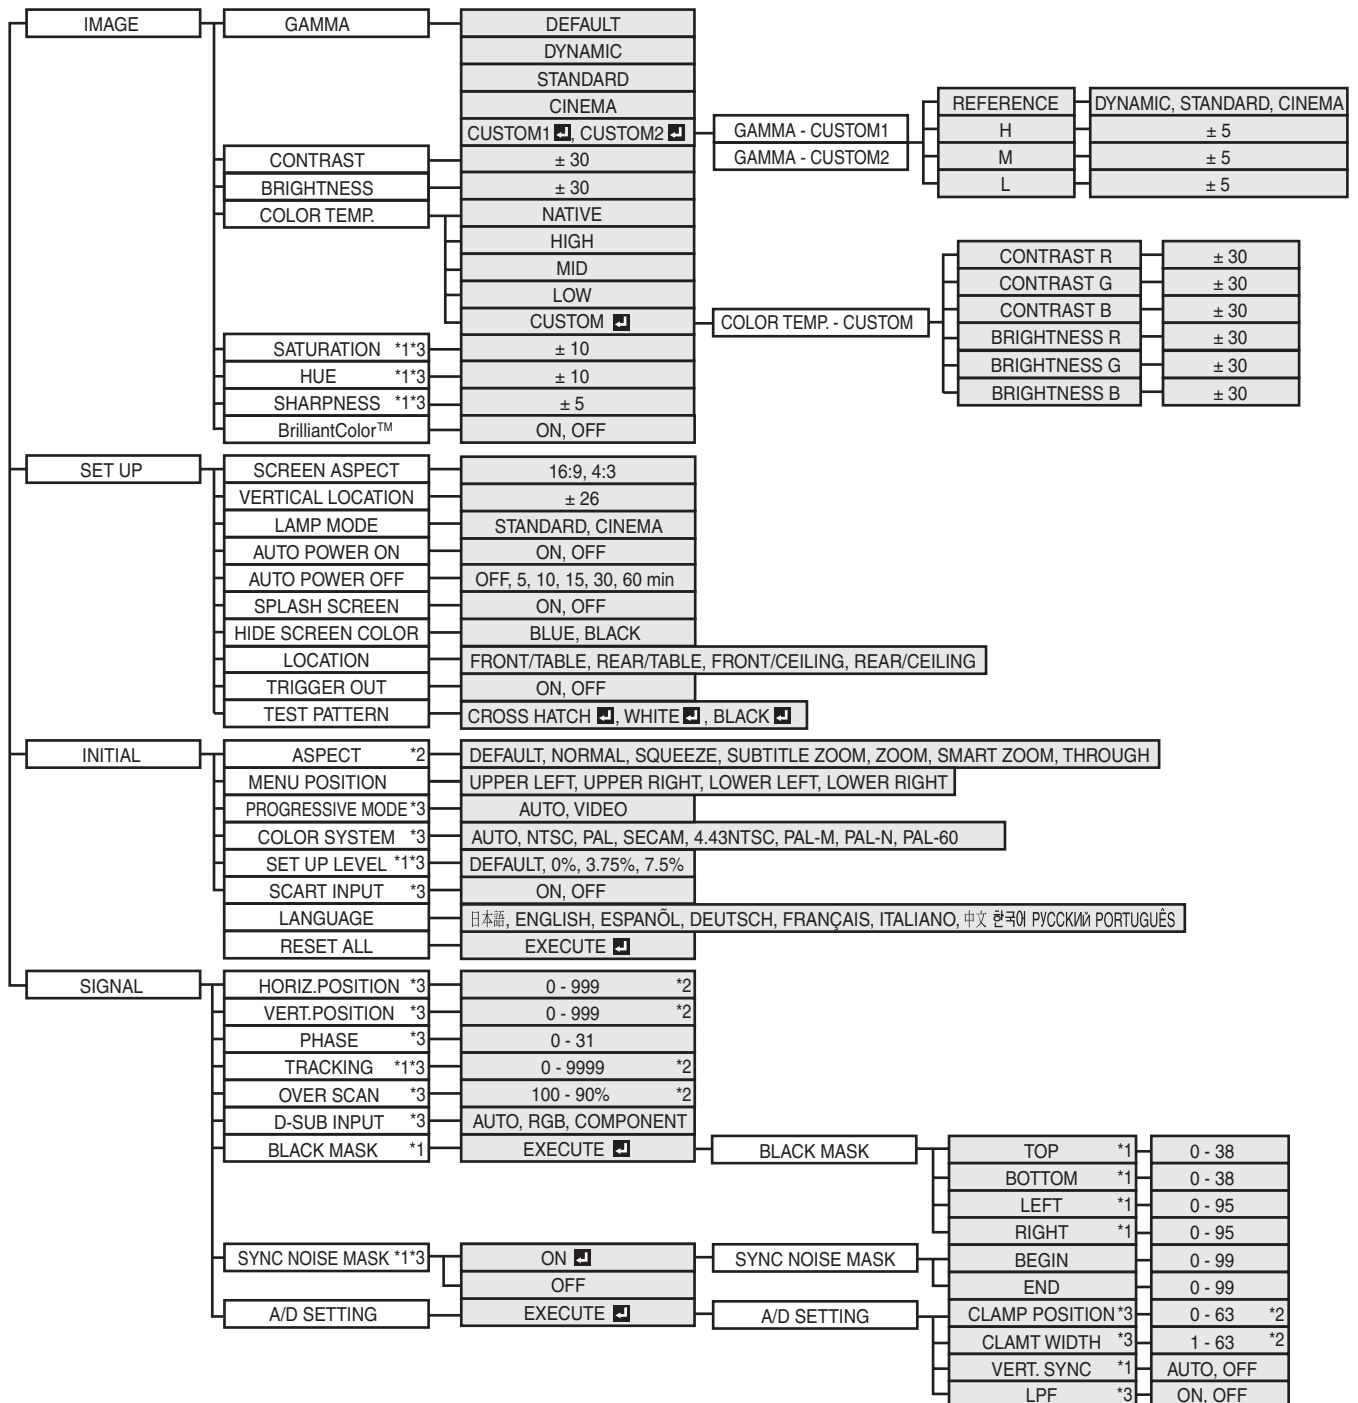 IMAGE GAMMA DEFAULT
DYNAMIC
STANDARD
CINEMA
REFERENCE DYNAMIC, STANDARD, CINEMA
CUSTOM1 ↵, CUSTOM2 ↵ GAMMA - CUSTOM1 H ± 5
CONTRAST ± 30 GAMMA - CUSTOM2 M ± 5
BRIGHTNESS ± 30 L ± 5
COLOR TEMP. NATIVE
HIGH CONTRAST R ± 30
MID CONTRAST G ± 30
LOW CONTRAST B ± 30
CUSTOM ↵ COLOR TEMP. - CUSTOM BRIGHTNESS R ± 30
SATURATION *1*3 ± 10 BRIGHTNESS G ± 30
HUE *1*3 ± 10 BRIGHTNESS B ± 30
SHARPNESS *1*3 ± 5
BrilliantColor™ ON, OFF
SET UP SCREEN ASPECT 16:9, 4:3
VERTICAL LOCATION ± 26
LAMP MODE STANDARD, CINEMA
AUTO POWER ON ON, OFF
AUTO POWER OFF OFF, 5, 10, 15, 30, 60 min
SPLASH SCREEN ON, OFF
HIDE SCREEN COLOR BLUE, BLACK
LOCATION FRONT/TABLE, REAR/TABLE, FRONT/CEILING, REAR/CEILING
TRIGGER OUT ON, OFF
TEST PATTERN CROSS HATCH ↵, WHITE ↵, BLACK ↵
INITIAL ASPECT *2 DEFAULT, NORMAL, SQUEEZE, SUBTITLE ZOOM, ZOOM, SMART ZOOM, THROUGH
MENU POSITION UPPER LEFT, UPPER RIGHT, LOWER LEFT, LOWER RIGHT
PROGRESSIVE MODE *3 AUTO, VIDEO
COLOR SYSTEM *3 AUTO, NTSC, PAL, SECAM, 4.43NTSC, PAL-M, PAL-N, PAL-60
SET UP LEVEL *1*3 DEFAULT, 0%, 3.75%, 7.5%
SCART INPUT *3 ON, OFF
LANGUAGE 日本語, ENGLISH, ESPANÕL, DEUTSCH, FRANÇAIS, ITALIANO, 中文 한국어 РУССКИЙ PORTUGUÊS
RESET ALL EXECUTE ↵
SIGNAL HORIZ.POSITION *3 0 - 999 *2
VERT.POSITION *3 0 - 999 *2
PHASE *3 0 - 31
TRACKING *1*3 0 - 9999 *2
OVER SCAN *3 100 - 90% *2
D-SUB INPUT *3 AUTO, RGB, COMPONENT
BLACK MASK *1 EXECUTE ↵ BLACK MASK TOP *1 0 - 38
BOTTOM *1 0 - 38
LEFT *1 0 - 95
RIGHT *1 0 - 95
SYNC NOISE MASK *1*3 ON ↵ SYNC NOISE MASK BEGIN 0 - 99
OFF END 0 - 99
A/D SETTING EXECUTE ↵ A/D SETTING CLAMP POSITION *3 0 - 63 *2
CLAMT WIDTH *3 1 - 63 *2
VERT. SYNC *1 AUTO, OFF
LPF *3 ON, OFF